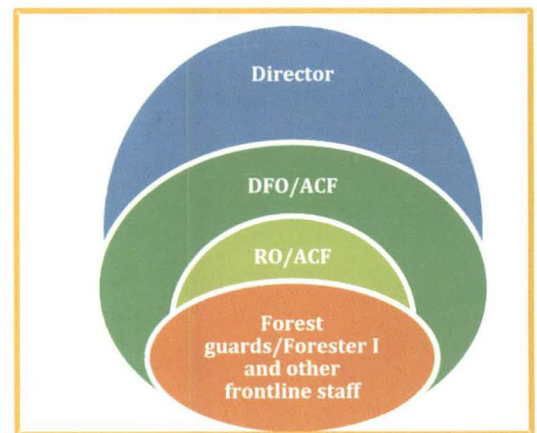 Director
DFO/ACF
RO/ACF
Forest
guards/Forester I
and other
frontline staff